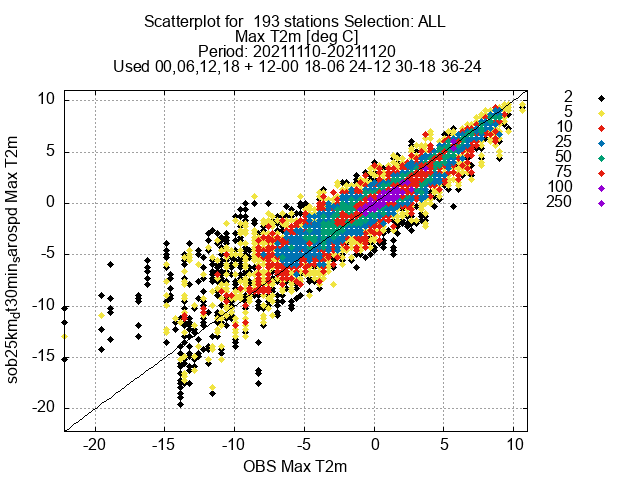 Scatterplot for  193 stations Selection: ALL
Max T2m [deg C]
Period: 20211110-20211120
Used 00,06,12,18 + 12-00 18-06 24-12 30-18 36-24
2
5
10
25
50
75
100
250
10
5
0
-5
-10
-15
-20
sob25km_dt30min_sarospd Max T2m
-20 -15 -10 -5 0 5 10
OBS Max T2m